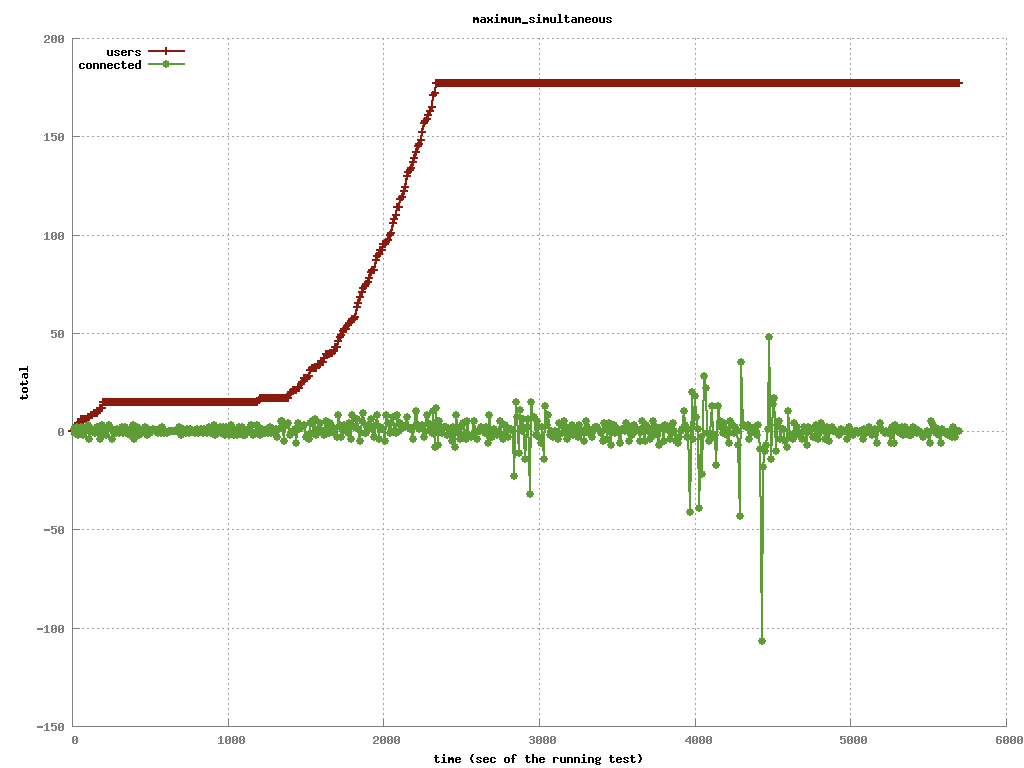 maximum_simultaneous
users
connected
200
150
100
50
0
-50
-100
-150
total
0 1000 2000 3000 4000 5000 6000
time (sec of the running test)